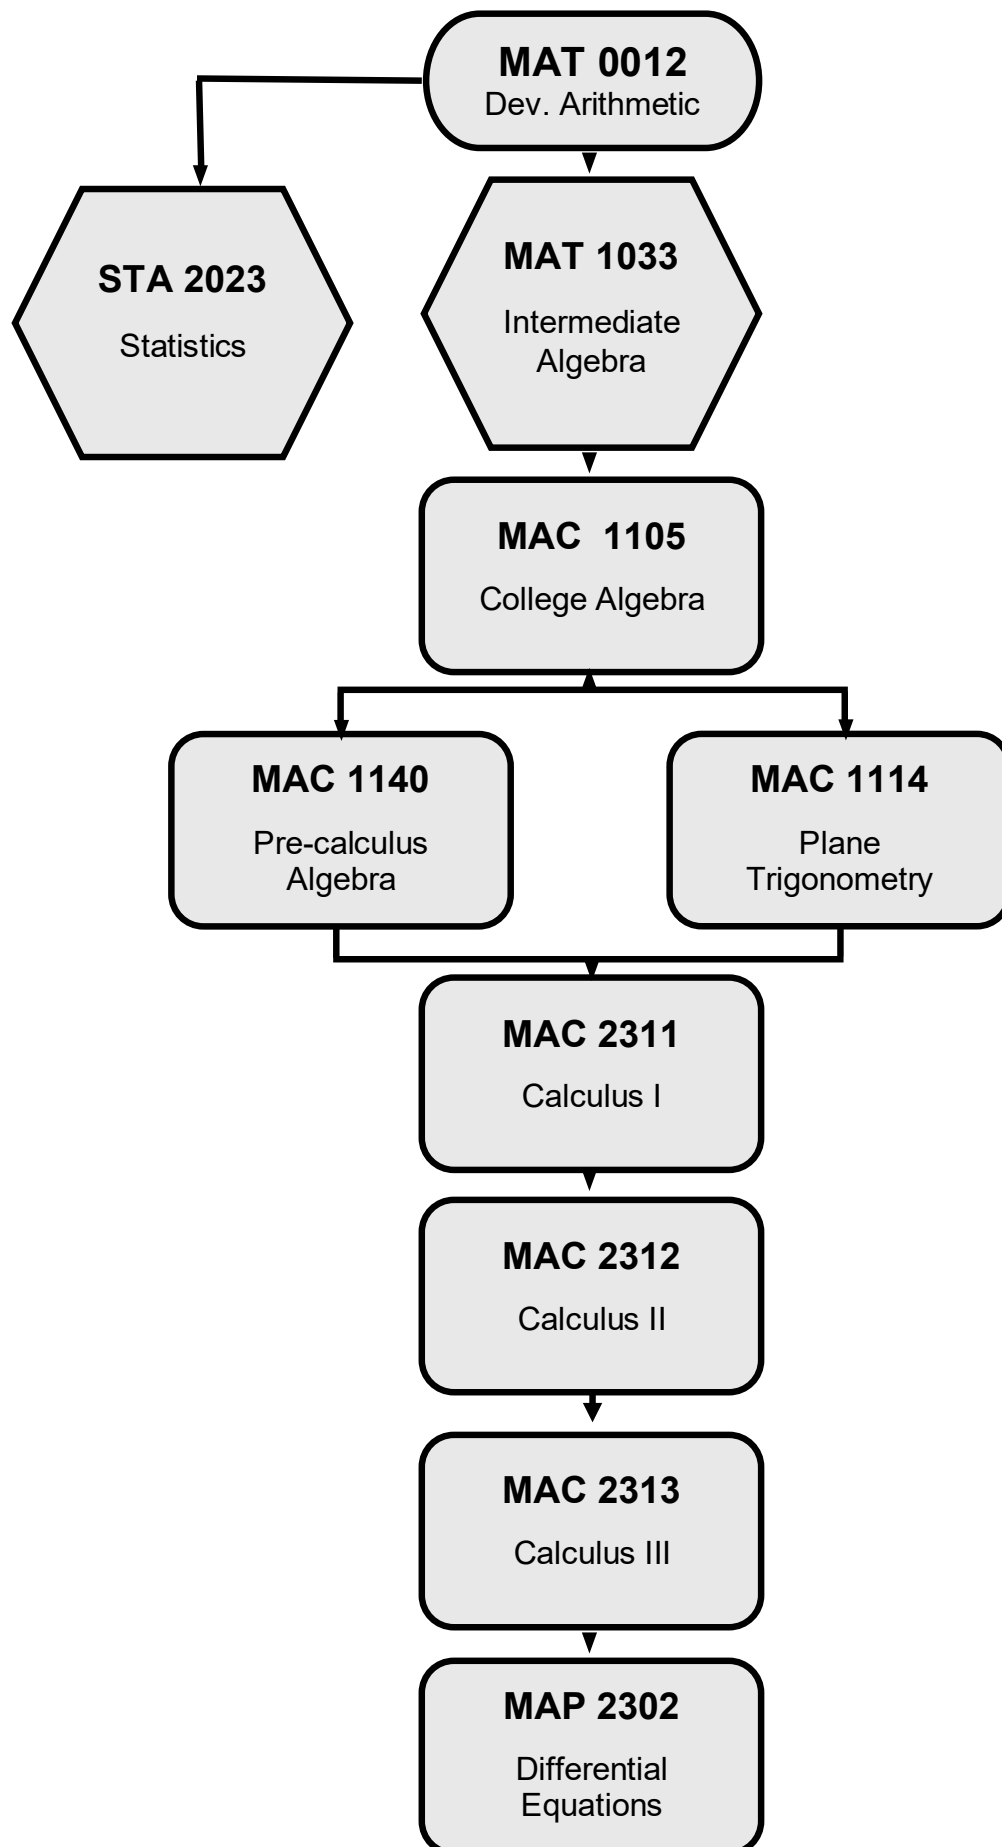 MAT 0012
Dev. Arithmetic
STA 2023
Statistics
MAT 1033
Intermediate
Algebra
MAC  1105
College Algebra
MAC 1140
Pre-calculus
Algebra
MAC 1114
Plane
Trigonometry
MAC 2311
Calculus I
MAC 2312
Calculus II
MAC 2313
Calculus III
MAP 2302
Differential
Equations